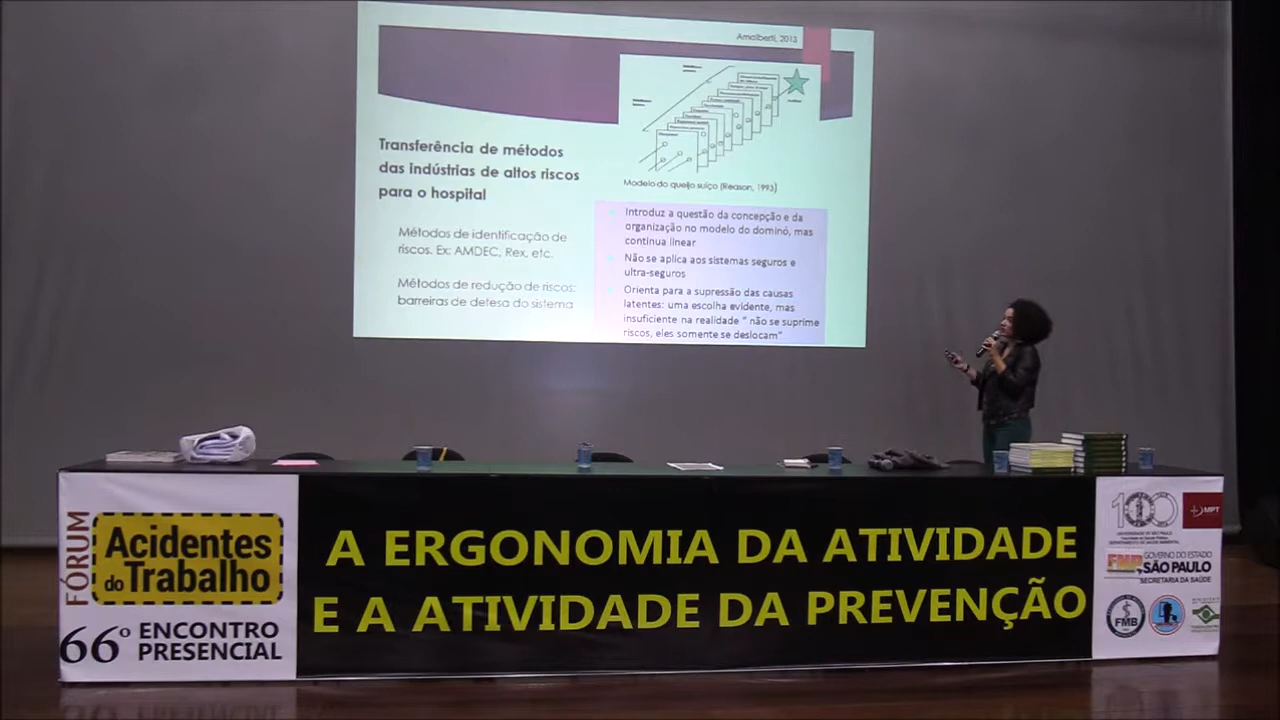 Amalberti, 2013
Transferência de métodos
das indústrias de altos riscos
para o hospital
Métodos de identificação de
riscos. Ex: AMDEC, Rex, etc.
Métodos de redução de riscos:
barreiras de defesa do sistema
Modelo do queijo suíço (Reason, 1993)
Introduz a questão da concepção e da
organização no modelo do dominó, mas
continua linear
Não se aplica aos sistemas seguros e
ultra-seguros
Orienta para a supressão das causas
latentes: uma escolha evidente, mas
insuficiente na realidade " não se suprime
riscos, eles somente se deslocam"
FÓRUM
Acidentes
do Trabalho
66º ENCONTRO
PRESENCIAL
A ERGONOMIA DA ATIVIDADE
E A ATIVIDADE DA PREVENÇÃO
100
MPT
UNIVERSIDADE DE SÃO PAULO
GOVERNO DO ESTADO
SÃO PAULO
SECRETARIA DA SAÚDE
FMB